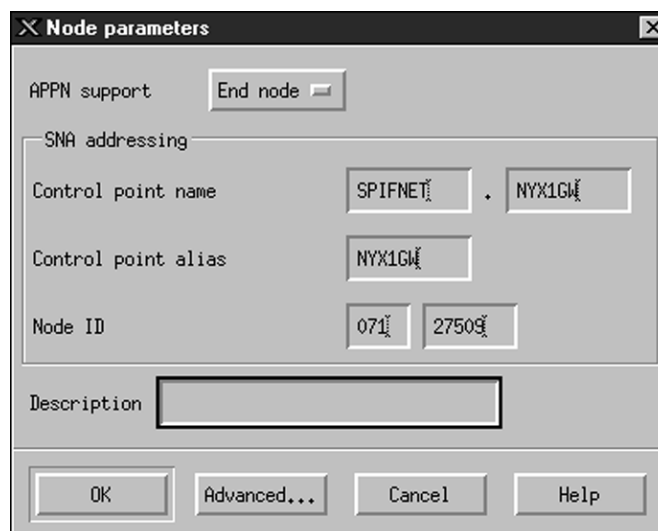 Node parameters
APPN support End node
SNA addressing
Control point name SPIFNET . NYX1GW
Control point alias NYX1GW
Node ID 071 27509
Description
OK Advanced... Cancel Help